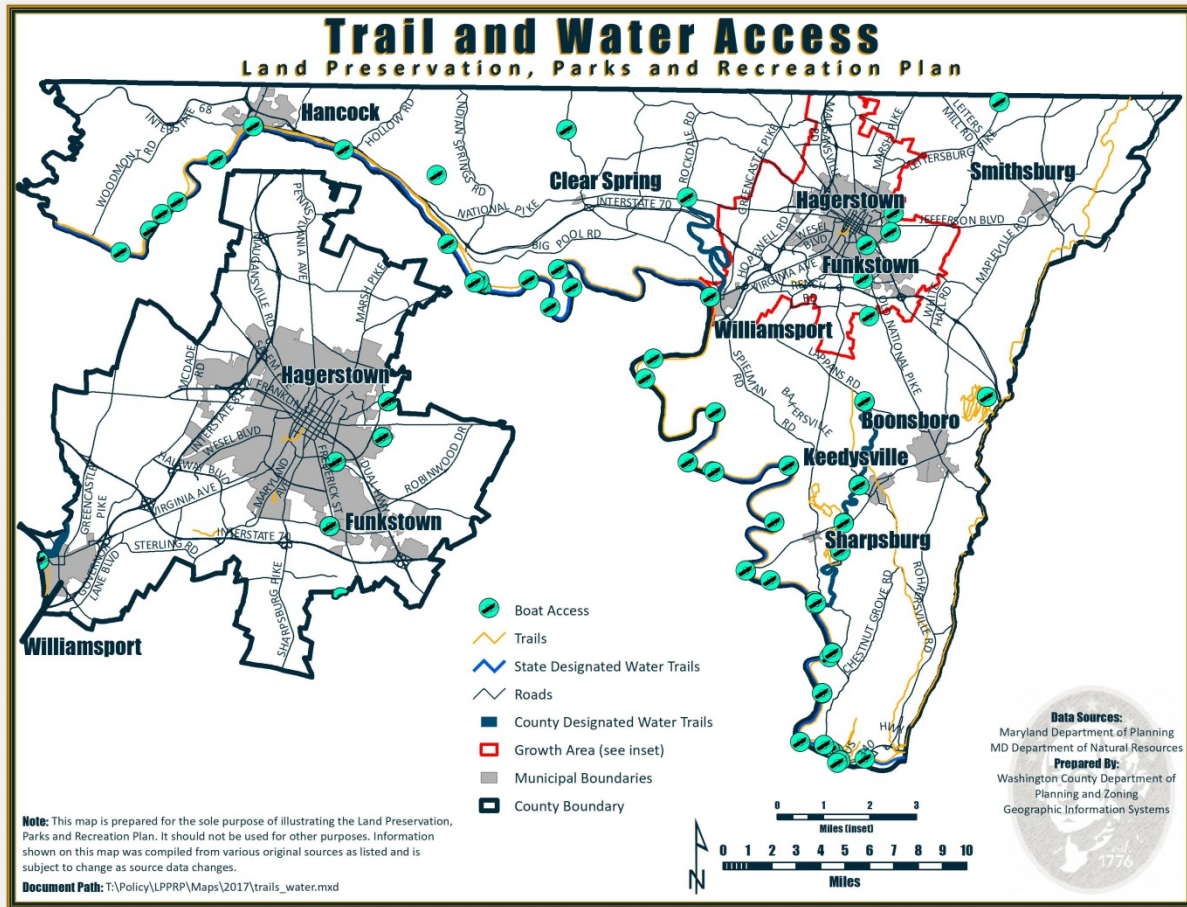 Trail and Water Access
Land Preservation, Parks and Recreation Plan
Hancock
INTERSTATE 68
WOODMONT RD
HOLLOW RD
INDIAN SPRINGS RD
NATIONAL PIKE
Clear Spring
INTERSTATE 70
BIG POOL RD
ROCKDALE RD
GREENCASTLE PIKE
MARSH PIKE
LEITERS MILL RD
LEITERSBURG PIKE
Smithsburg
Hagerstown
JEFFERSON BLVD
WESEL BLVD
HOPEWELL RD
VIRGINIA AVE
Funkstown
RENCH RD
MAPLEVILLE RD
WHITE HALL RD
OLD NATIONAL PIKE
Williamsport
SPIELMAN RD
LAPPANS RD
BAKERSVILLE RD
Boonsboro
Keedysville
Sharpsburg
CHESTNUT GROVE RD
ROHRERSVILLE RD
HWY
PENNSYLVANIA AVE
MAUGANSVILLE RD
MARSH PIKE
MCDADE RD
SALEM
Hagerstown
INTERSTATE 81
WESEL BLVD
HALFWAY BLVD
VIRGINIA AVE
MARYLAND AVE
FREDERICK ST
DUAL HWY
ROBINWOOD DR
GREENCASTLE PIKE
Funkstown
INTERSTATE 70
STERLING RD
GOVERNOR LANE BLVD
SHARPSBURG PIKE
Williamsport
Boat Access
Trails
State Designated Water Trails
Roads
County Designated Water Trails
Growth Area (see inset)
Municipal Boundaries
County Boundary
Data Sources:
Maryland Department of Planning
MD Department of Natural Resources
Prepared By:
Washington County Department of
Planning and Zoning
Geographic Information Systems
1776
0 1 2 3
Miles (inset)
N
0 1 2 3 4 5 6 7 8 9 10
Miles
Note: This map is prepared for the sole purpose of illustrating the Land Preservation,
Parks and Recreation Plan. It should not be used for other purposes. Information
shown on this map was compiled from various original sources as listed and is
subject to change as source data changes.
Document Path: T:\Policy\LPPRP\Maps\2017\trails_water.mxd